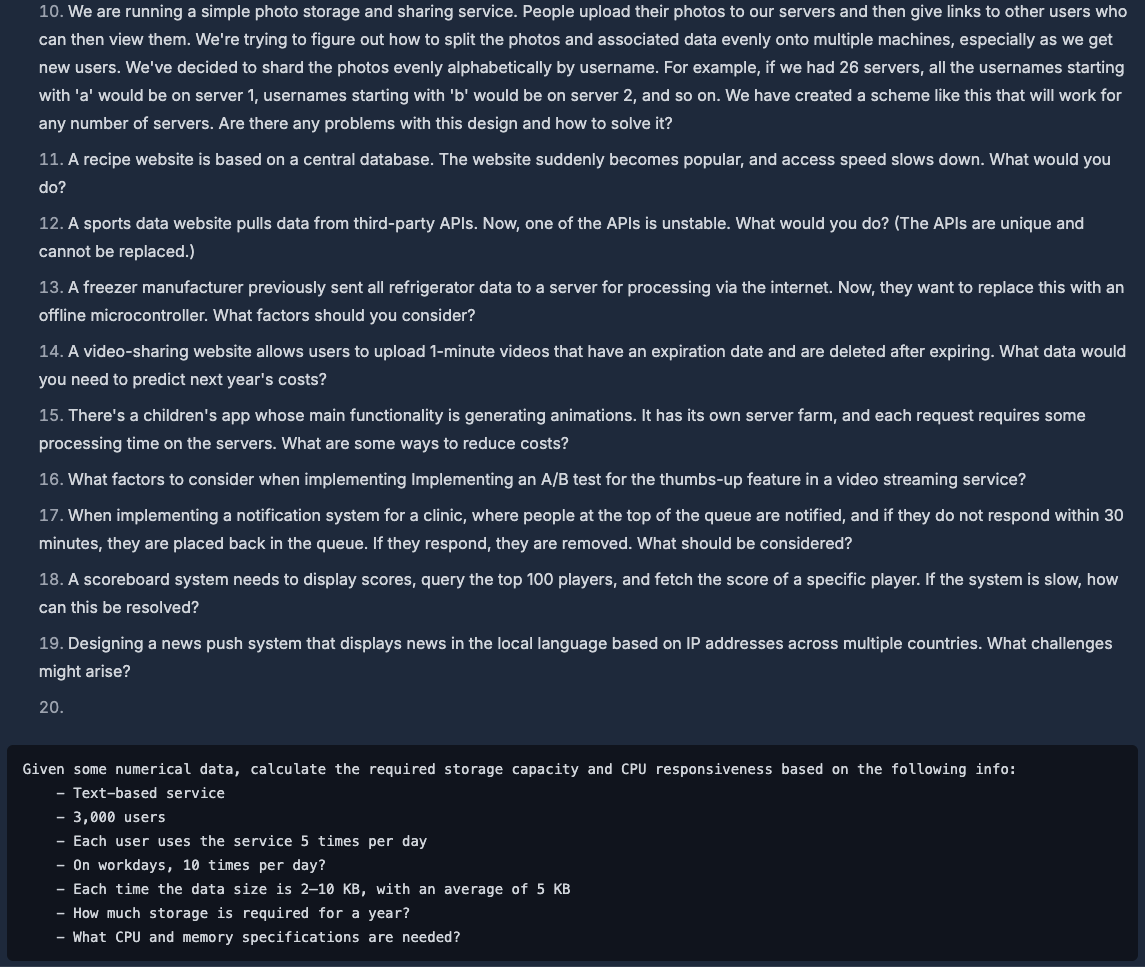 10. We are running a simple photo storage and sharing service. People upload their photos to our servers and then give links to other users who
can then view them. We're trying to figure out how to split the photos and associated data evenly onto multiple machines, especially as we get
new users. We've decided to shard the photos evenly alphabetically by username. For example, if we had 26 servers, all the usernames starting
with 'a' would be on server 1, usernames starting with 'b' would be on server 2, and so on. We have created a scheme like this that will work for
any number of servers. Are there any problems with this design and how to solve it?
11. A recipe website is based on a central database. The website suddenly becomes popular, and access speed slows down. What would you
do?
12. A sports data website pulls data from third-party APIs. Now, one of the APIs is unstable. What would you do? (The APIs are unique and
cannot be replaced.)
13. A freezer manufacturer previously sent all refrigerator data to a server for processing via the internet. Now, they want to replace this with an
offline microcontroller. What factors should you consider?
14. A video-sharing website allows users to upload 1-minute videos that have an expiration date and are deleted after expiring. What data would
you need to predict next year's costs?
15. There's a children's app whose main functionality is generating animations. It has its own server farm, and each request requires some
processing time on the servers. What are some ways to reduce costs?
16. What factors to consider when implementing Implementing an A/B test for the thumbs-up feature in a video streaming service?
17. When implementing a notification system for a clinic, where people at the top of the queue are notified, and if they do not respond within 30
minutes, they are placed back in the queue. If they respond, they are removed. What should be considered?
18. A scoreboard system needs to display scores, query the top 100 players, and fetch the score of a specific player. If the system is slow, how
can this be resolved?
19. Designing a news push system that displays news in the local language based on IP addresses across multiple countries. What challenges
might arise?
20.
Given some numerical data, calculate the required storage capacity and CPU responsiveness based on the following info:
– Text-based service
– 3,000 users
– Each user uses the service 5 times per day
– On workdays, 10 times per day?
– Each time the data size is 2–10 KB, with an average of 5 KB
– How much storage is required for a year?
– What CPU and memory specifications are needed?